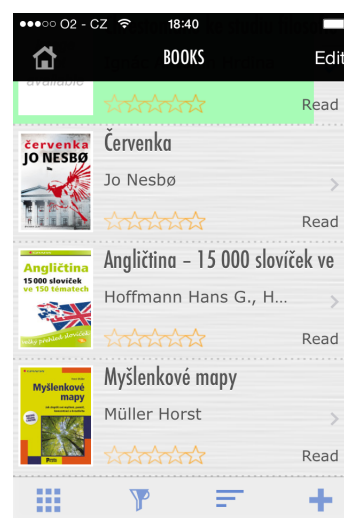 O2 - CZ 18:40
BOOKS
Edit
available
Read
červenka
JO NESBØ
Červenka
Jo Nesbø
Read
Angličtina
15 000 slovíček
ve 150 tématech
Angličtina – 15 000 slovíček ve
Hoffmann Hans G., H...
Read
Myšlenkové
mapy
Myšlenkové mapy
Müller Horst
Read